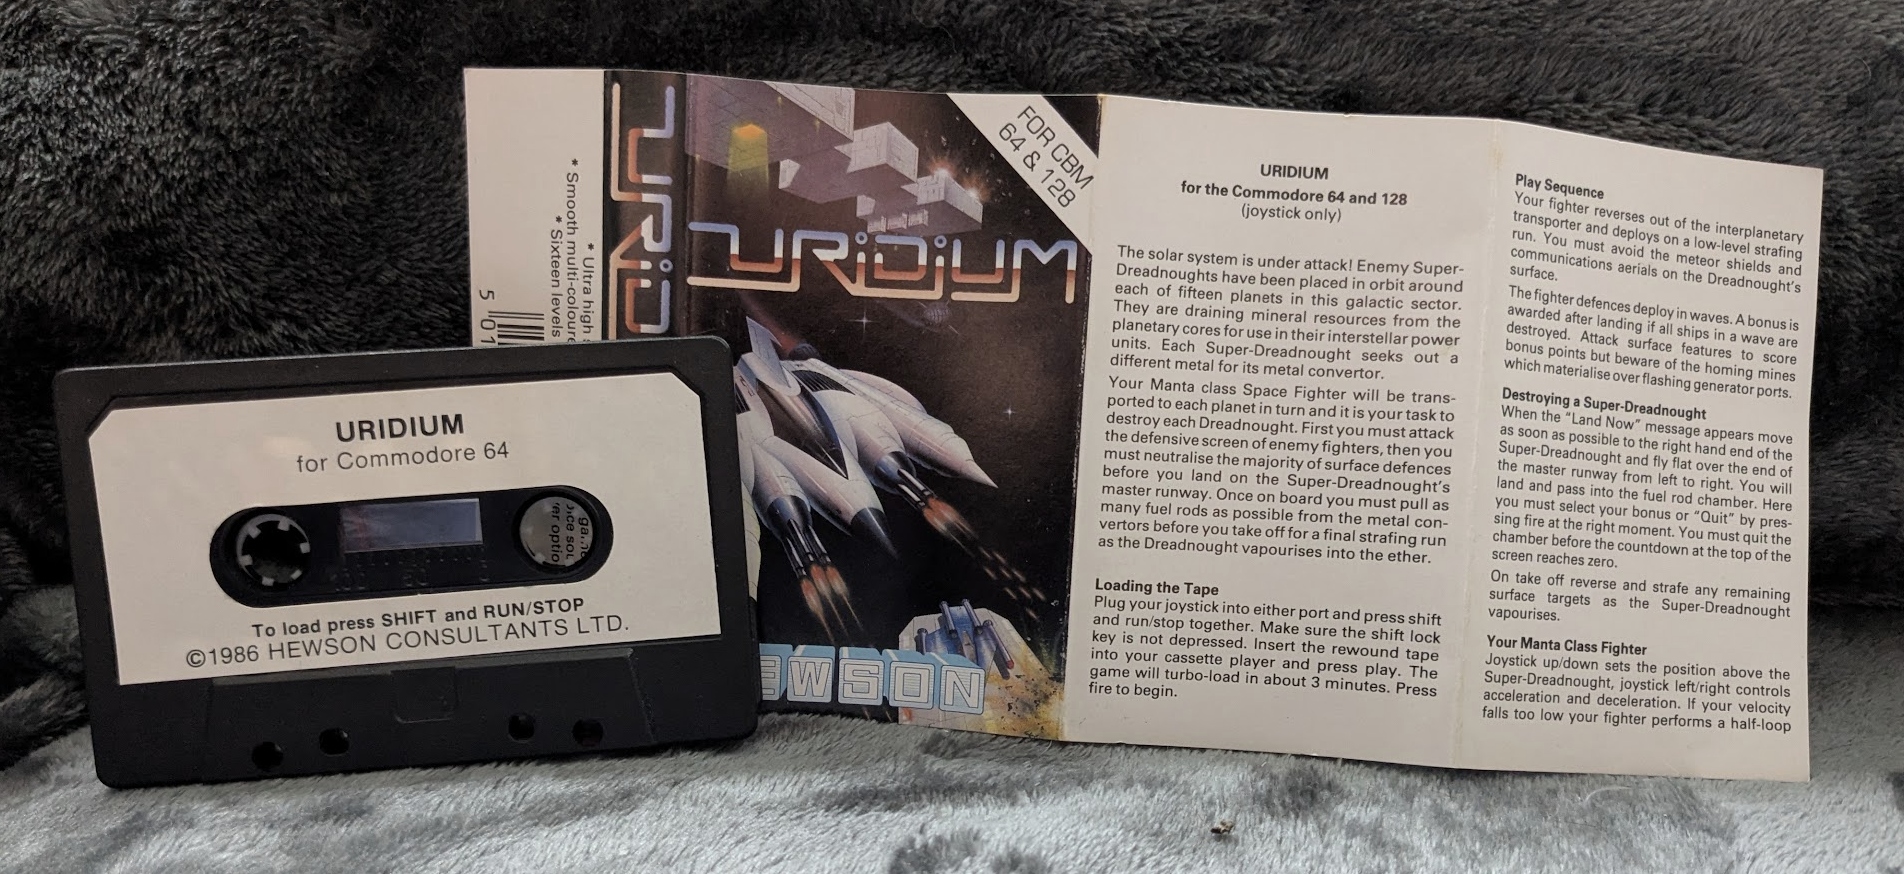 URIDIUM
for Commodore 64
To load press SHIFT and RUN/STOP
©1986 HEWSON CONSULTANTS LTD.
* Ultra high
* Smooth multi-colour
* Sixteen levels
5 01
URiD
FOR CBM
64 & 128
URiDiUM
EWSON
URIDIUM
for the Commodore 64 and 128
(joystick only)
The solar system is under attack! Enemy Super-
Dreadnoughts have been placed in orbit around
each of fifteen planets in this galactic sector.
They are draining mineral resources from the
planetary cores for use in their interstellar power
units. Each Super-Dreadnought seeks out a
different metal for its metal convertor.
Your Manta class Space Fighter will be trans-
ported to each planet in turn and it is your task to
destroy each Dreadnought. First you must attack
the defensive screen of enemy fighters, then you
must neutralise the majority of surface defences
before you land on the Super-Dreadnought's
master runway. Once on board you must pull as
many fuel rods as possible from the metal con-
vertors before you take off for a final strafing run
as the Dreadnought vapourises into the ether.
Loading the Tape
Plug your joystick into either port and press shift
and run/stop together. Make sure the shift lock
key is not depressed. Insert the rewound tape
into your cassette player and press play. The
game will turbo-load in about 3 minutes. Press
fire to begin.
Play Sequence
Your fighter reverses out of the interplanetary
transporter and deploys on a low-level strafing
run. You must avoid the meteor shields and
communications aerials on the Dreadnought's
surface.
The fighter defences deploy in waves. A bonus is
awarded after landing if all ships in a wave are
destroyed. Attack surface features to score
bonus points but beware of the homing mines
which materialise over flashing generator ports.
Destroying a Super-Dreadnought
When the "Land Now" message appears move
as soon as possible to the right hand end of the
Super-Dreadnought and fly flat over the end of
the master runway from left to right. You will
land and pass into the fuel rod chamber. Here
you must select your bonus or "Quit" by pres-
sing fire at the right moment. You must quit the
chamber before the countdown at the top of the
screen reaches zero.
On take off reverse and strafe any remaining
surface targets as the Super-Dreadnought
vapourises.
Your Manta Class Fighter
Joystick up/down sets the position above the
Super-Dreadnought, joystick left/right controls
acceleration and deceleration. If your velocity
falls too low your fighter performs a half-loop